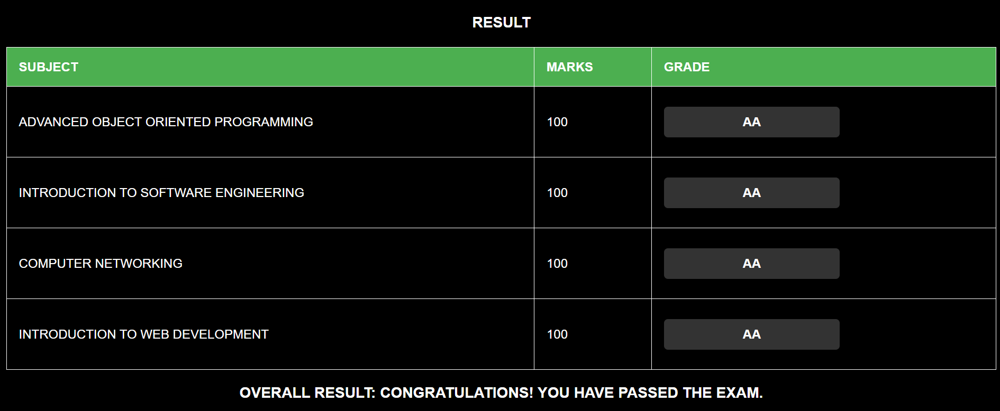 RESULT
SUBJECT MARKS GRADE
ADVANCED OBJECT ORIENTED PROGRAMMING 100 AA
INTRODUCTION TO SOFTWARE ENGINEERING 100 AA
COMPUTER NETWORKING 100 AA
INTRODUCTION TO WEB DEVELOPMENT 100 AA
OVERALL RESULT: CONGRATULATIONS! YOU HAVE PASSED THE EXAM.